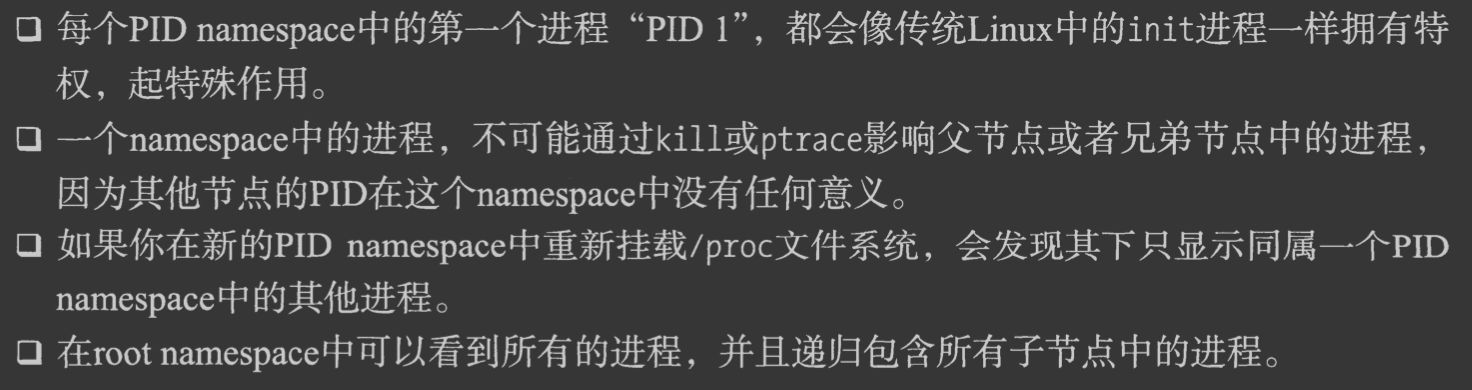 ❑ 每个PID namespace中的第一个进程“PID 1”，都会像传统Linux中的init进程一样拥有特
权，起特殊作用。
❑ 一个namespace中的进程，不可能通过kill或ptrace影响父节点或者兄弟节点中的进程，
因为其他节点的PID在这个namespace中没有任何意义。
❑ 如果你在新的PID namespace中重新挂载/proc文件系统，会发现其下只显示同属一个PID
namespace中的其他进程。
❑ 在root namespace中可以看到所有的进程，并且递归包含所有子节点中的进程。